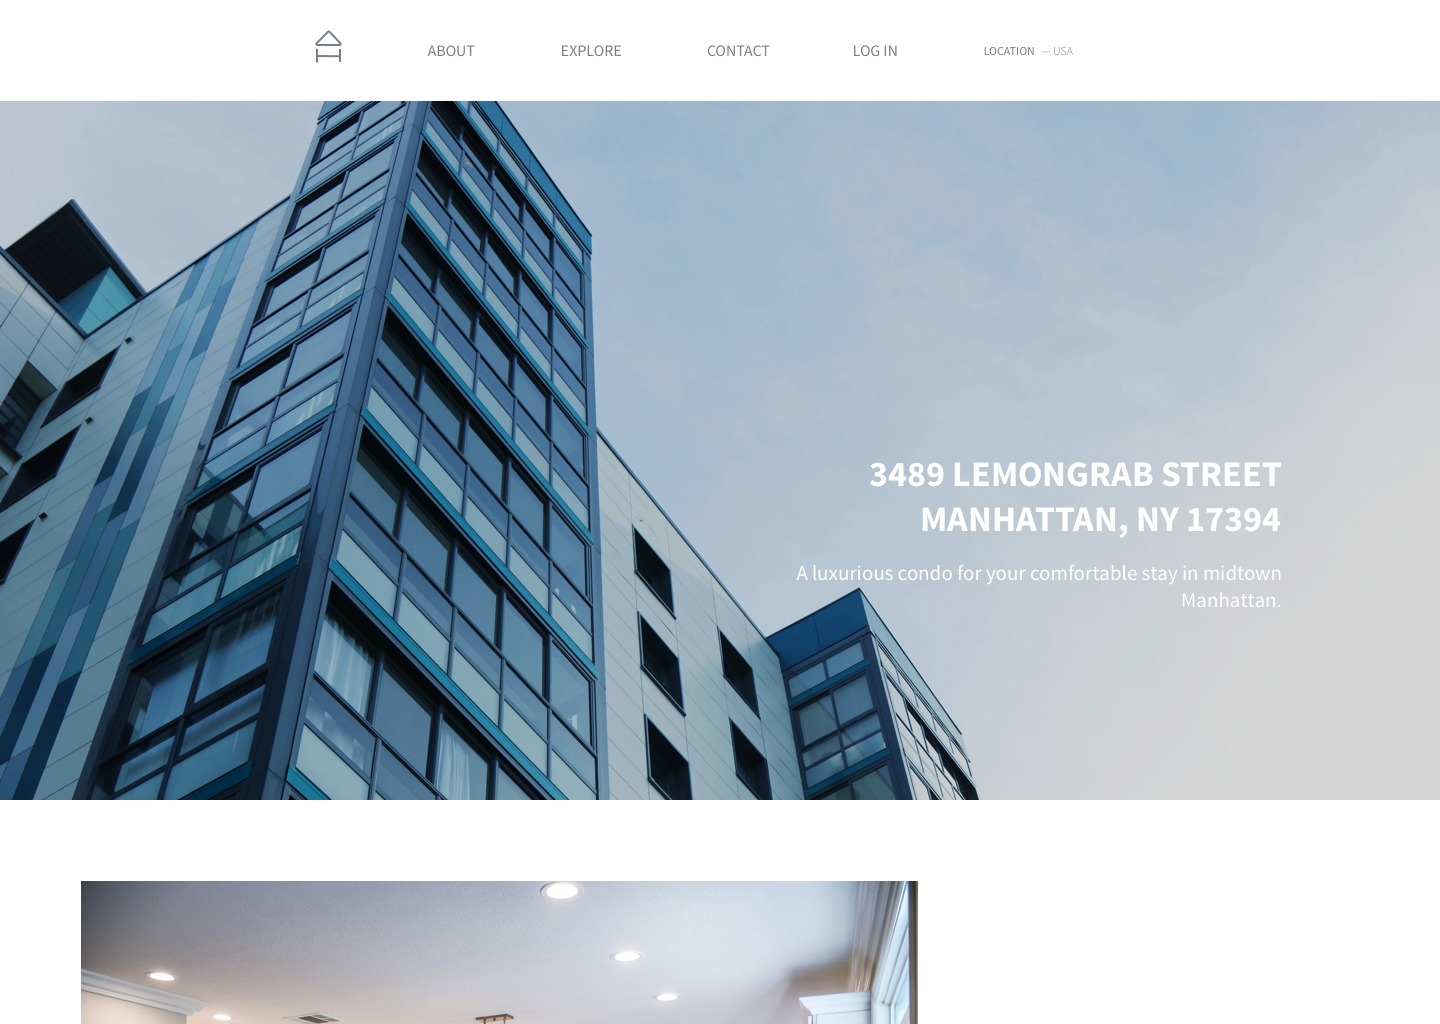 ABOUT
EXPLORE
CONTACT
LOG IN
LOCATION — USA
3489 LEMONGRAB STREET
MANHATTAN, NY 17394
A luxurious condo for your comfortable stay in midtown
Manhattan.